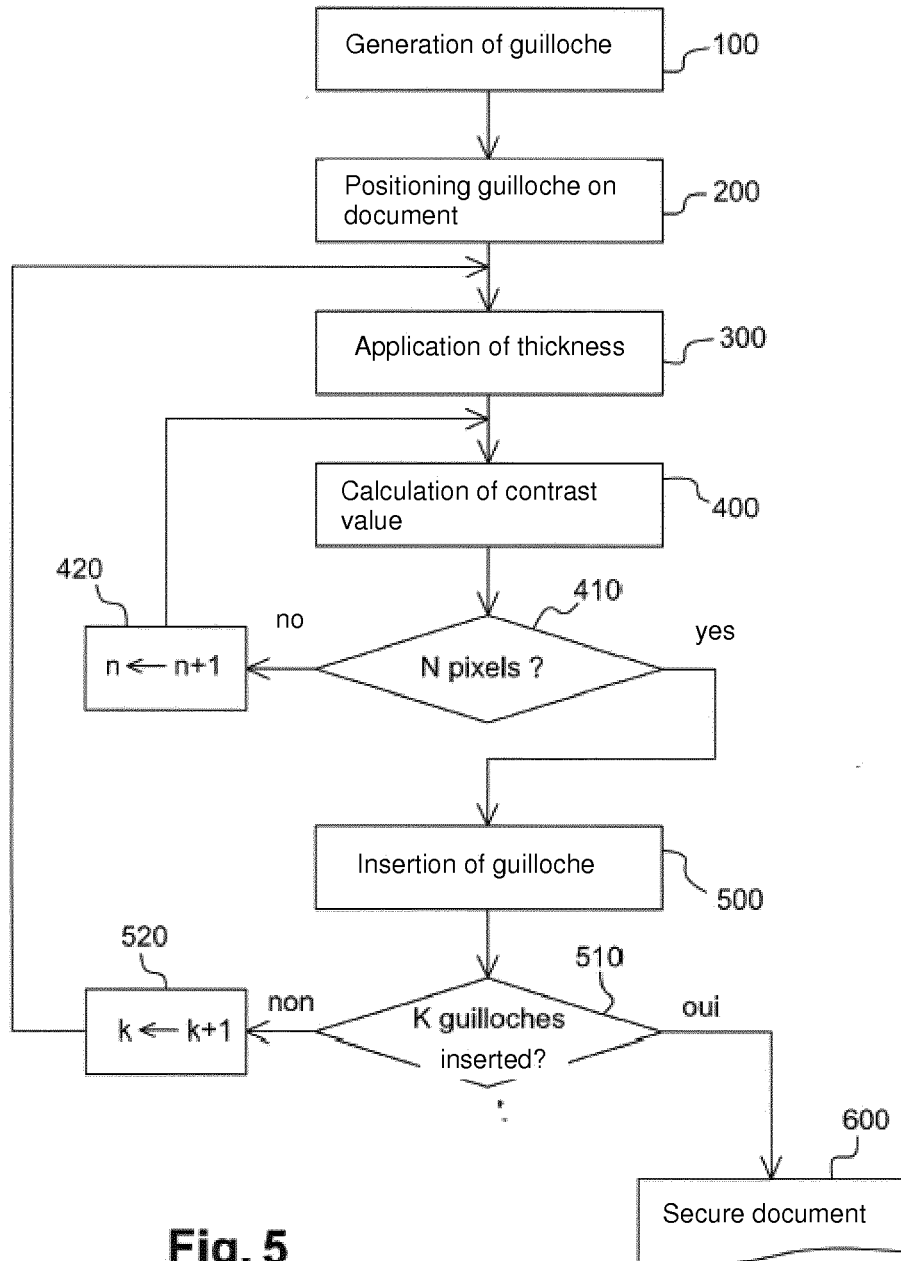 Generation of guilloche
100
Positioning guilloche on
document
200
Application of thickness
300
Calculation of contrast
value
400
420
no
410
yes
n ← n+1
N pixels ?
Insertion of guilloche
500
520
non
510
oui
k ← k+1
K guilloches
inserted?
600
Secure document
Fig. 5